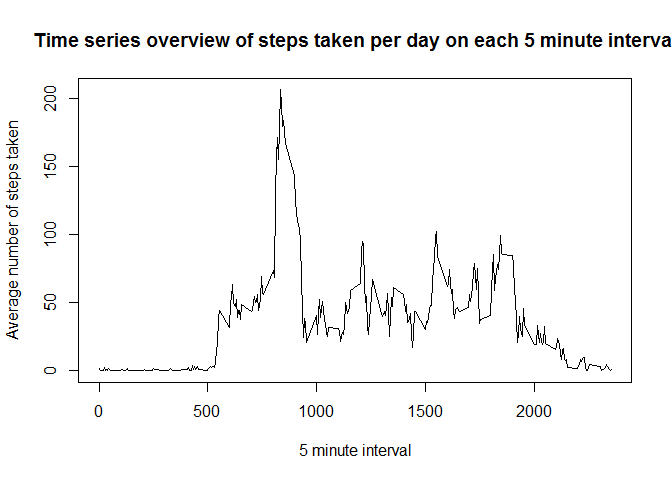 Time series overview of steps taken per day on each 5 minute interva
Average number of steps taken
200
150
100
50
0
0 500 1000 1500 2000
5 minute interval